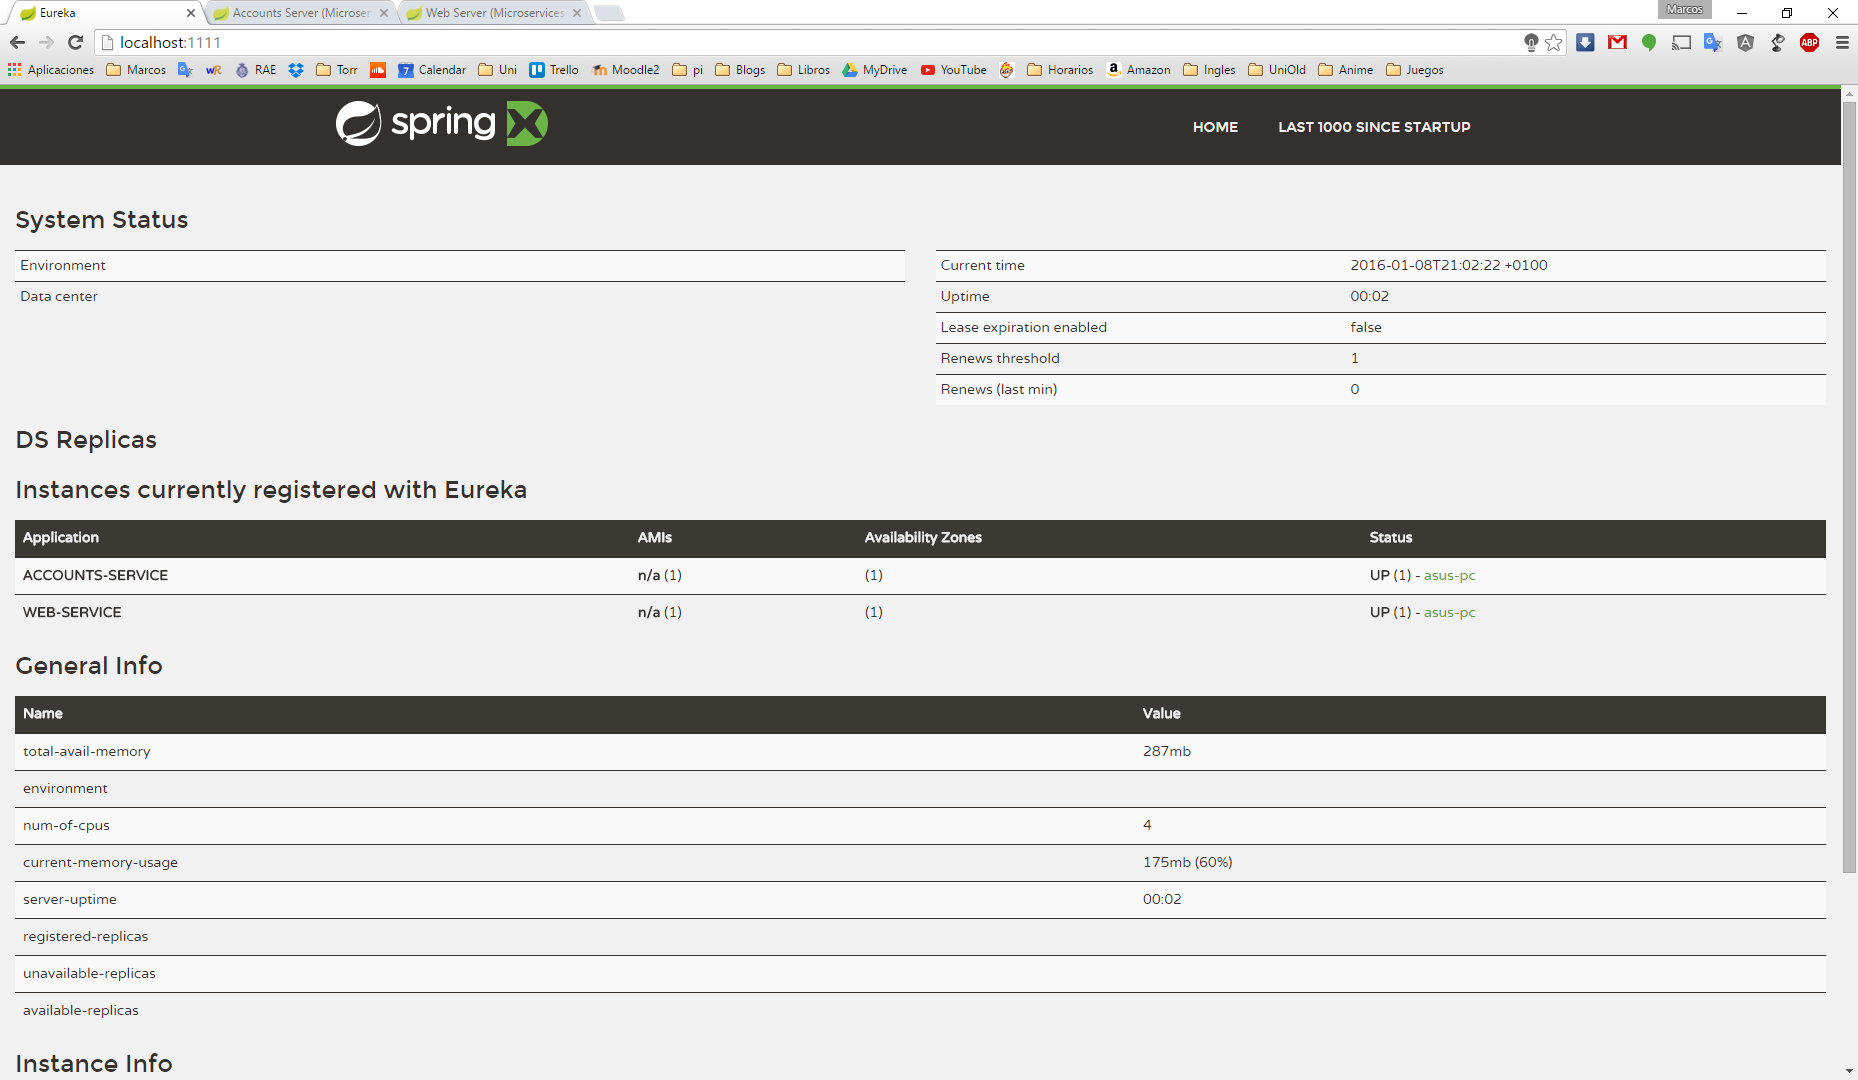 Eureka
Accounts Server (Microser
Web Server (Microservices
Marcos
localhost:1111
Aplicaciones
Marcos
RAE
Torr
Calendar
Uni
Trello
Moodle2
pi
Blogs
Libros
MyDrive
YouTube
Horarios
Amazon
Ingles
UniOld
Anime
Juegos
spring
HOME
LAST 1000 SINCE STARTUP
System Status
Environment
Data center
Current time 2016-01-08T21:02:22 +0100
Uptime 00:02
Lease expiration enabled false
Renews threshold 1
Renews (last min) 0
DS Replicas
Instances currently registered with Eureka
Application AMIs Availability Zones Status
ACCOUNTS-SERVICE n/a (1) (1) UP (1) - asus-pc
WEB-SERVICE n/a (1) (1) UP (1) - asus-pc
General Info
Name Value
total-avail-memory 287mb
environment
num-of-cpus 4
current-memory-usage 175mb (60%)
server-uptime 00:02
registered-replicas
unavailable-replicas
available-replicas
Instance Info